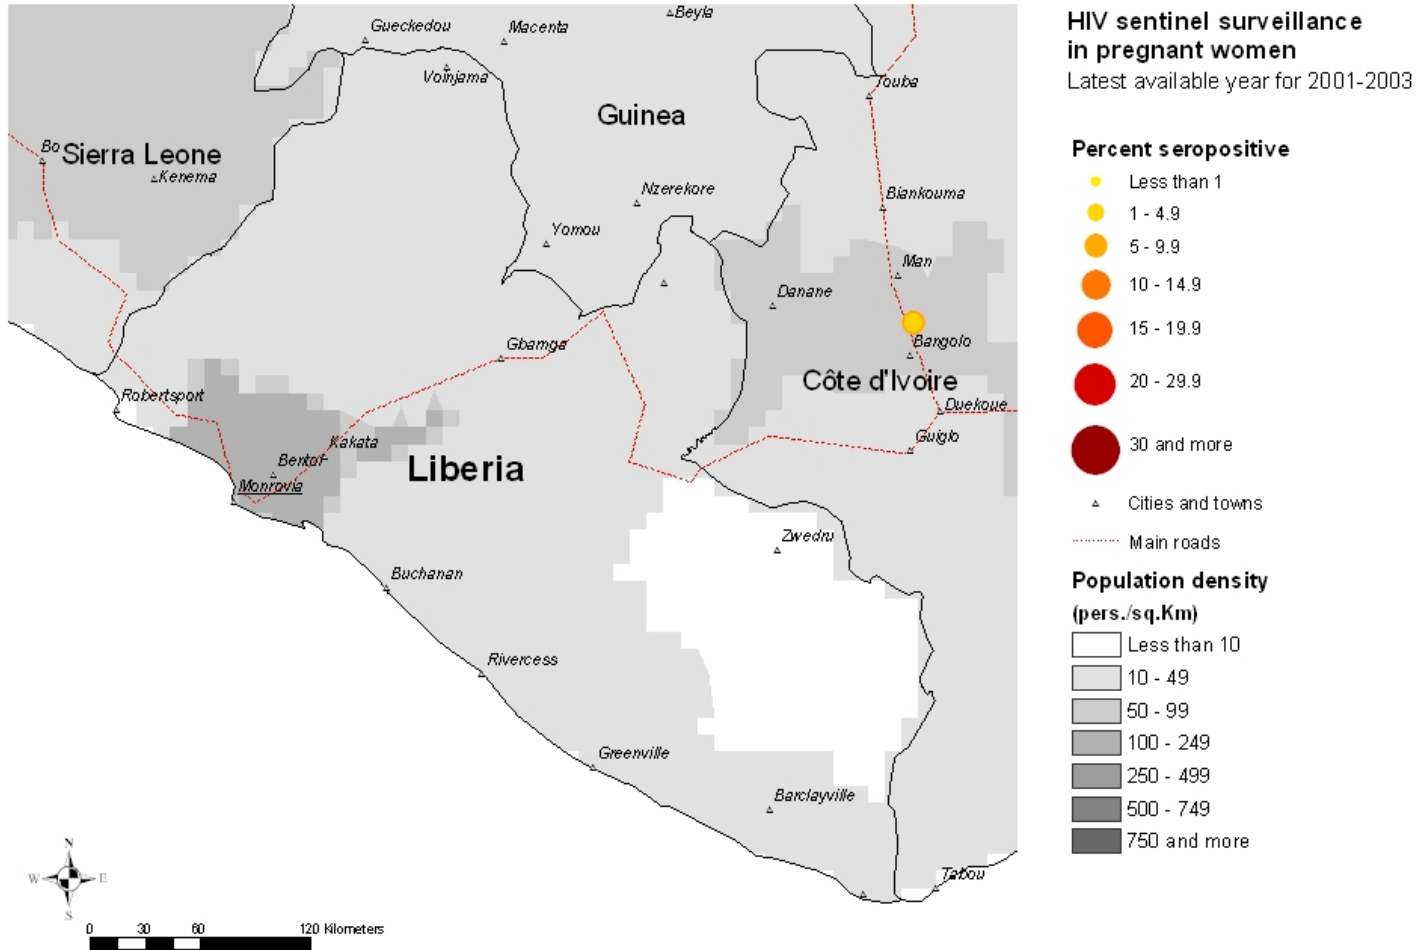 HIV sentinel surveillance
in pregnant women
Latest available year for 2001-2003
Percent seropositive
Less than 1
1 - 4.9
5 - 9.9
10 - 14.9
15 - 19.9
20 - 29.9
30 and more
Cities and towns
Main roads
Population density
(pers./sq.Km)
Less than 10
10 - 49
50 - 99
100 - 249
250 - 499
500 - 749
750 and more
Beyla
Gueckedou
Macenta
Voinjama
Touba
Guinea
Bo
Sierra Leone
Kenema
Nzerekore
Biankouma
Yomou
Man
Danane
Gbamga
Bangolo
Côte d'Ivoire
Robertsport
Duekoue
Kakata
Guiglo
Bentof
Liberia
Monrovia
Zwedru
Buchanan
Rivercess
Greenville
Barclayville
Tabou
N
W
E
S
0 30 60 120 Kilometers